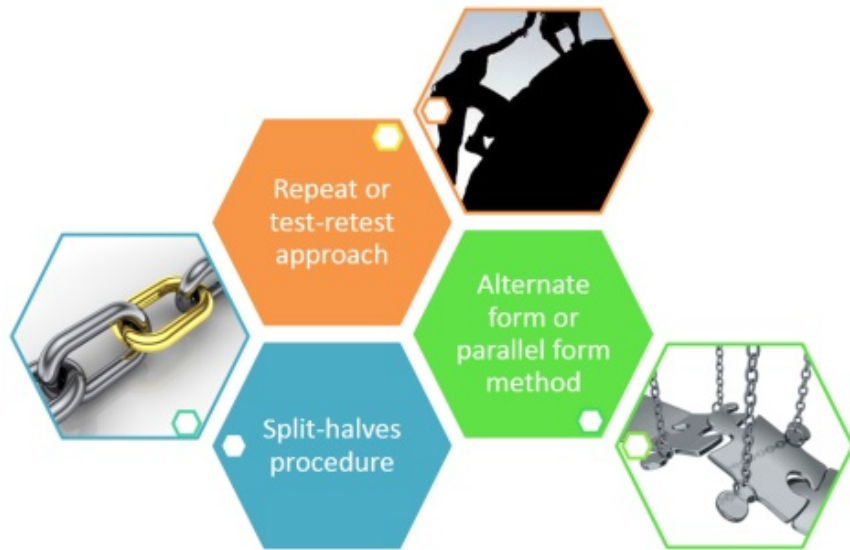 Repeat or
test-retest
approach
Alternate
form or
parallel form
method
Split-halves
procedure